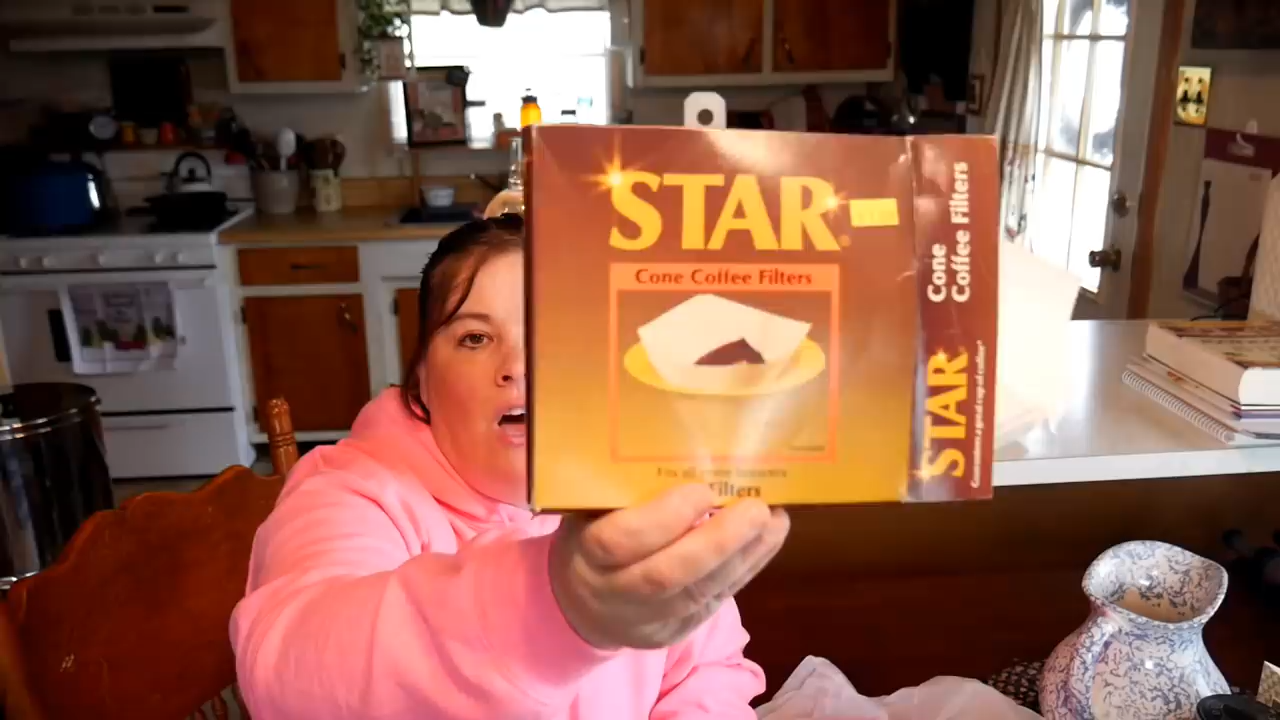 STAR
Cone Coffee Filters
Filters
Cone
Coffee Filters
STAR